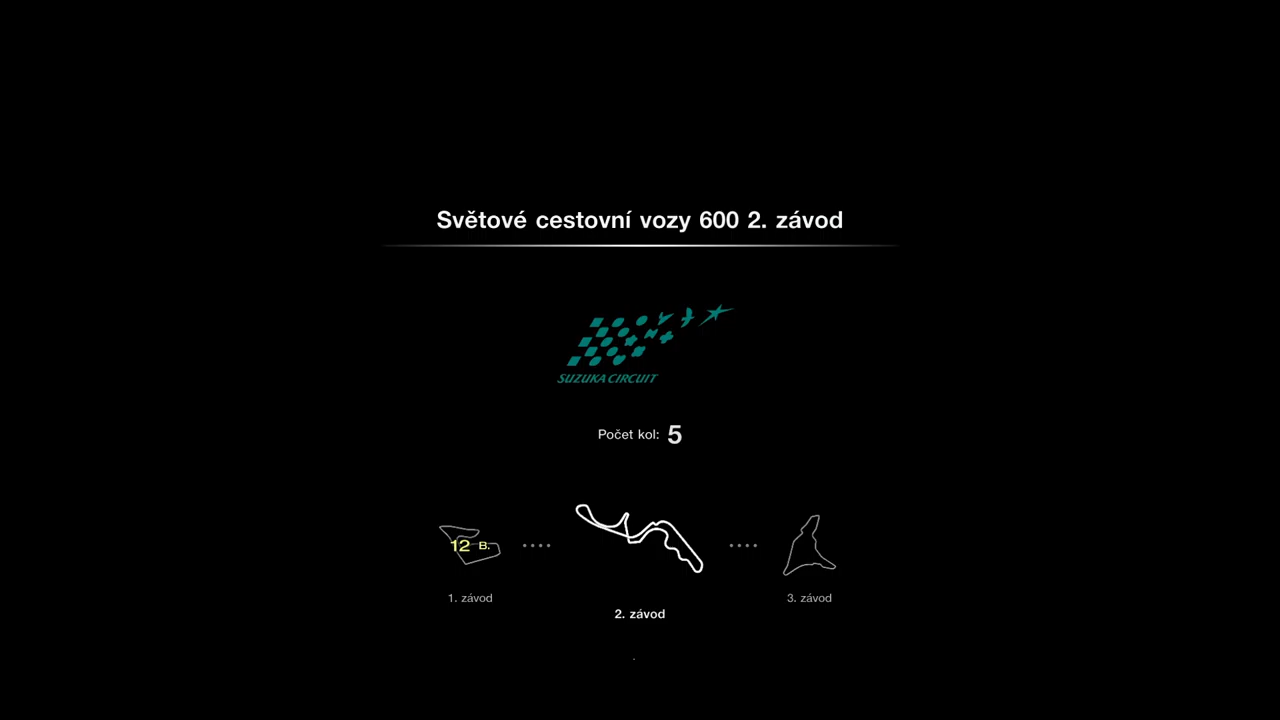 Světové cestovní vozy 600 2. závod
SUZUKA CIRCUIT
Počet kol: 5
12 B.
1. závod
2. závod
3. závod